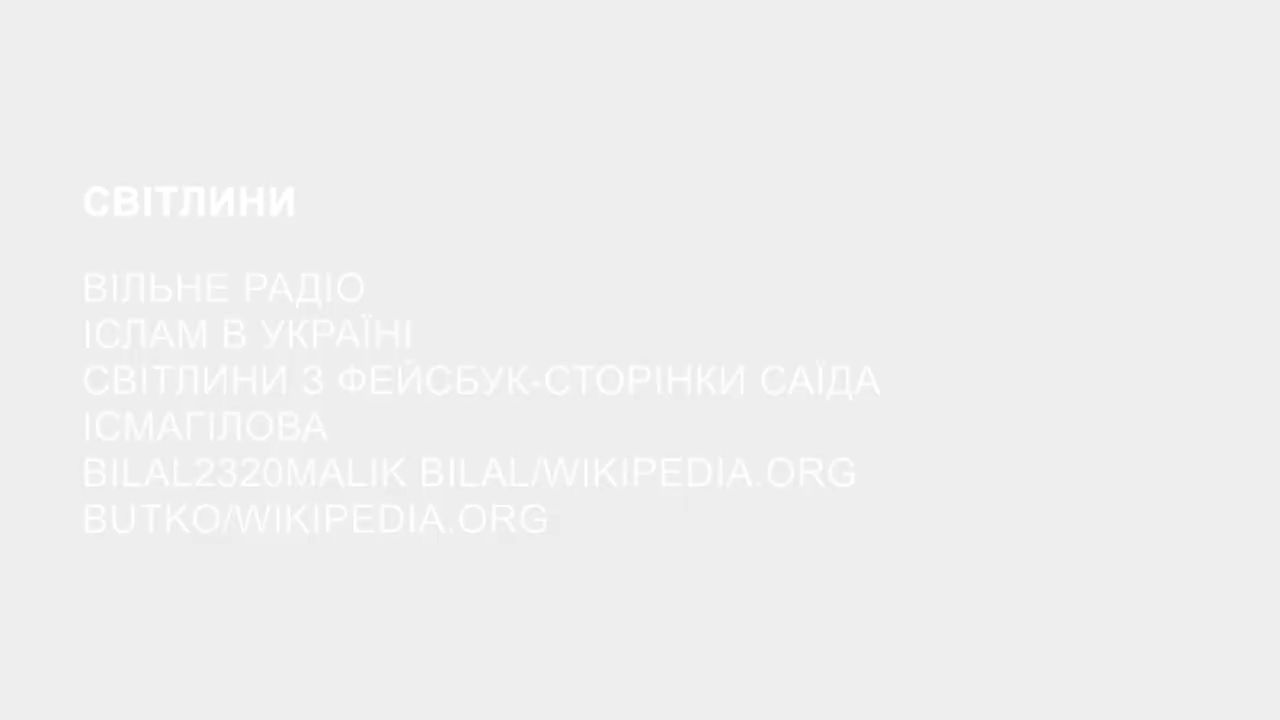 СВІТЛИНИ
ВІЛЬНЕ РАДІО
ІСЛАМ В УКРАЇНІ
СВІТЛИНИ З ФЕЙСБУК-СТОРІНКИ САЇДА
ІСМАГІЛОВА
BILAL2320MALIK BILAL/WIKIPEDIA.ORG
BUTKO/WIKIPEDIA.ORG